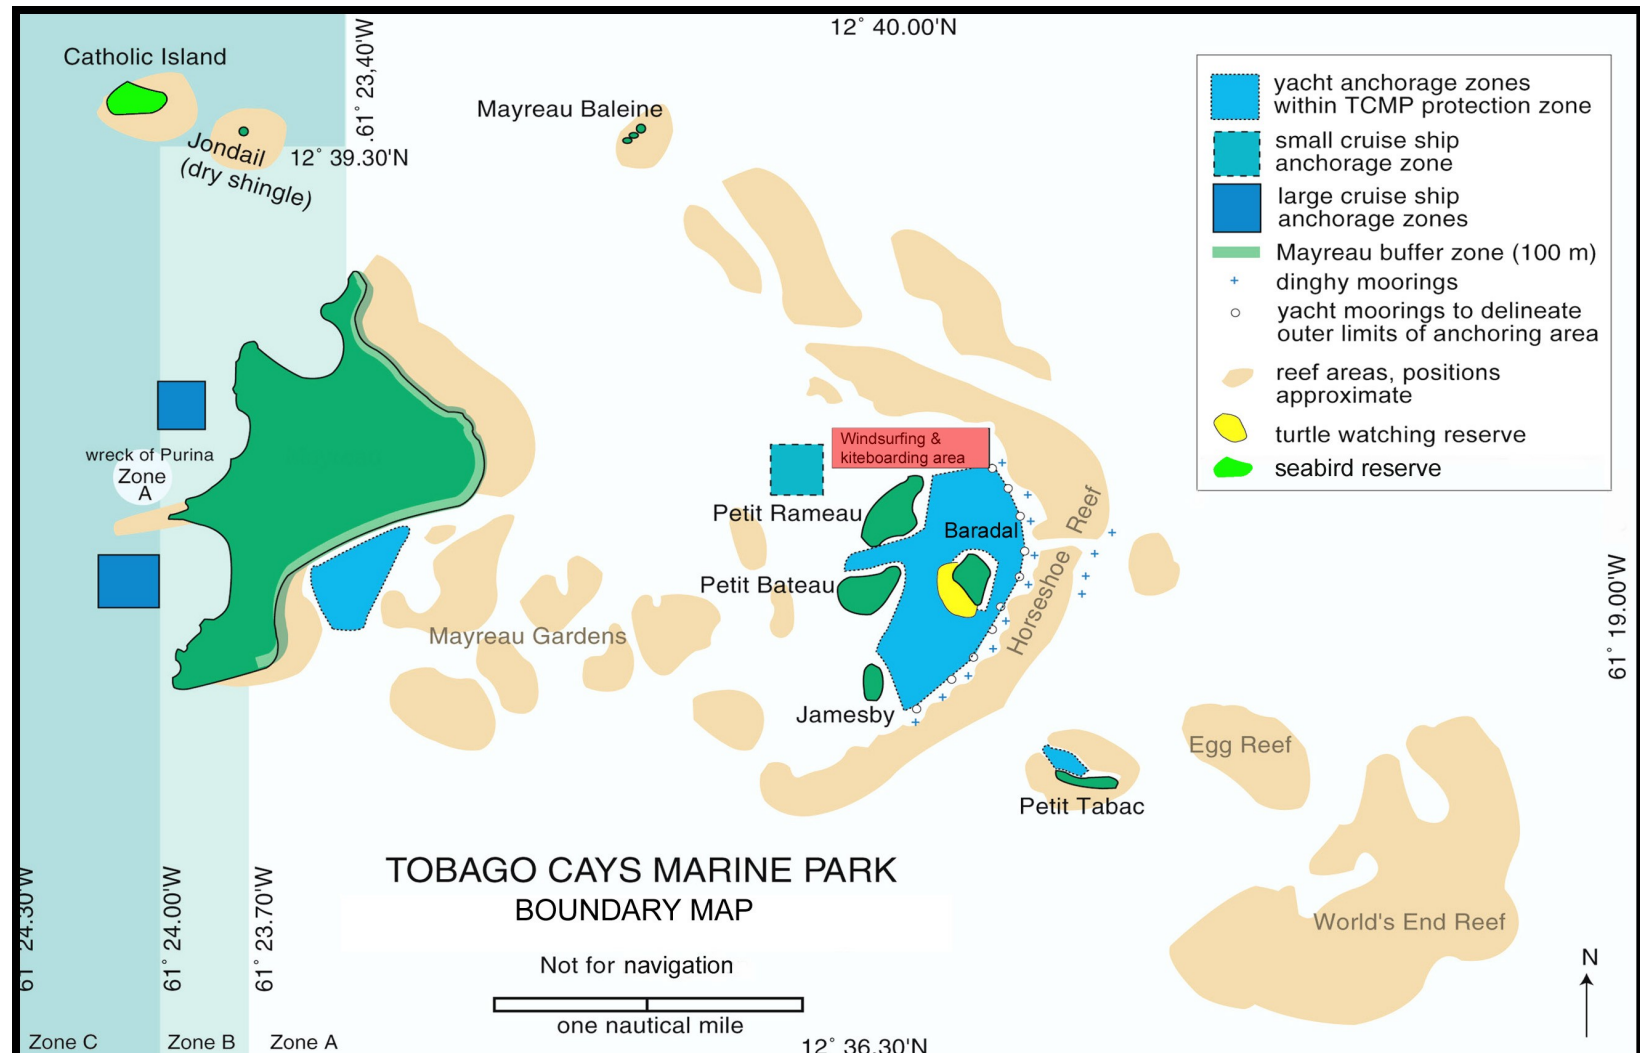 12° 40.00'N
.61° 23,40'W
Catholic Island
Mayreau Baleine
Jondail
(dry shingle)
12° 39.30'N
yacht anchorage zones
within TCMP protection zone
small cruise ship
anchorage zone
large cruise ship
anchorage zones
Mayreau buffer zone (100 m)
dinghy moorings
yacht moorings to delineate
outer limits of anchoring area
reef areas, positions
approximate
turtle watching reserve
seabird reserve
wreck of Purina
Zone
A
Windsurfing &
kiteboarding area
Petit Rameau
Baradal
Horseshoe Reef
Petit Bateau
Mayreau Gardens
Jamesby
61° 19.00'W
Egg Reef
Petit Tabac
World's End Reef
TOBAGO CAYS MARINE PARK
BOUNDARY MAP
Not for navigation
one nautical mile
N
61° 24.30'W
61° 24.00'W
61° 23.70'W
Zone C
Zone B
Zone A
12° 36.30'N